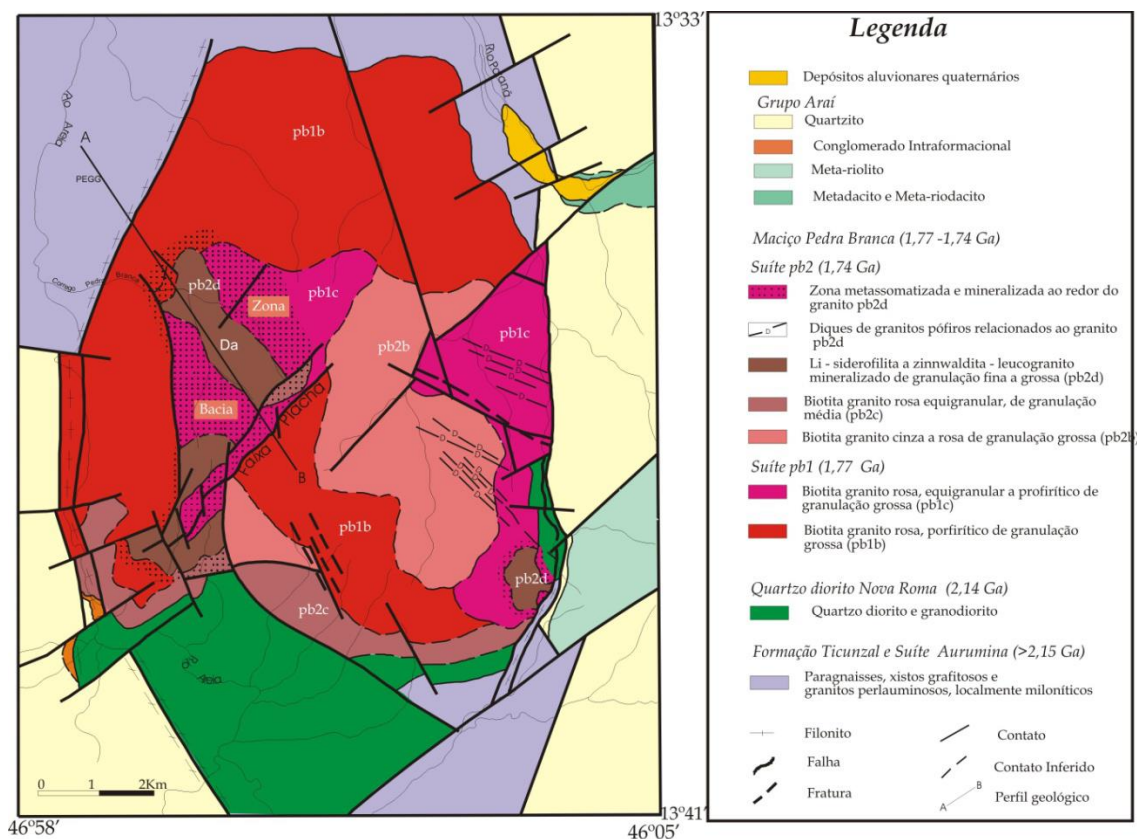 13º33'
Rio Paraná
pb1b
Rio Areia
A
PEGG
Corrego Pedra Branca
pb2d
Zona
pb1c
Da
pb2b
pb1c
Bacia
Faixa Placha
B
pb1b
pb2d
pb2c
Rio Areia
0 1 2Km
13º41'
46º58'
46º05'
Legenda
Depósitos aluvionares quaternários
Grupo Araí
Quartzito
Conglomerado Intraformacional
Meta-riolito
Metadacito e Meta-riodacito
Maciço Pedra Branca (1,77 -1,74 Ga)
Suíte pb2 (1,74 Ga)
Zona metassomatizada e mineralizada ao redor do
granito pb2d
D
Diques de granitos pófiros relacionados ao granito
pb2d
Li - siderofilita a zinnwaldita - leucogranito
mineralizado de granulação fina a grossa (pb2d)
Biotita granito rosa equigranular, de granulação
média (pb2c)
Biotita granito cinza a rosa de granulação grossa (pb2b)
Suíte pb1 (1,77 Ga)
Biotita granito rosa, equigranular a profirítico de
granulação grossa (pb1c)
Biotita granito rosa, porfirítico de granulação
grossa (pb1b)
Quartzo diorito Nova Roma (2,14 Ga)
Quartzo diorito e granodiorito
Formação Ticunzal e Suíte Aurumina (>2,15 Ga)
Paragnaisses, xistos grafitosos e
granitos perlauminosos, localmente miloníticos
Filonito
Contato
Falha
Contato Inferido
Fratura
A B
Perfil geológico